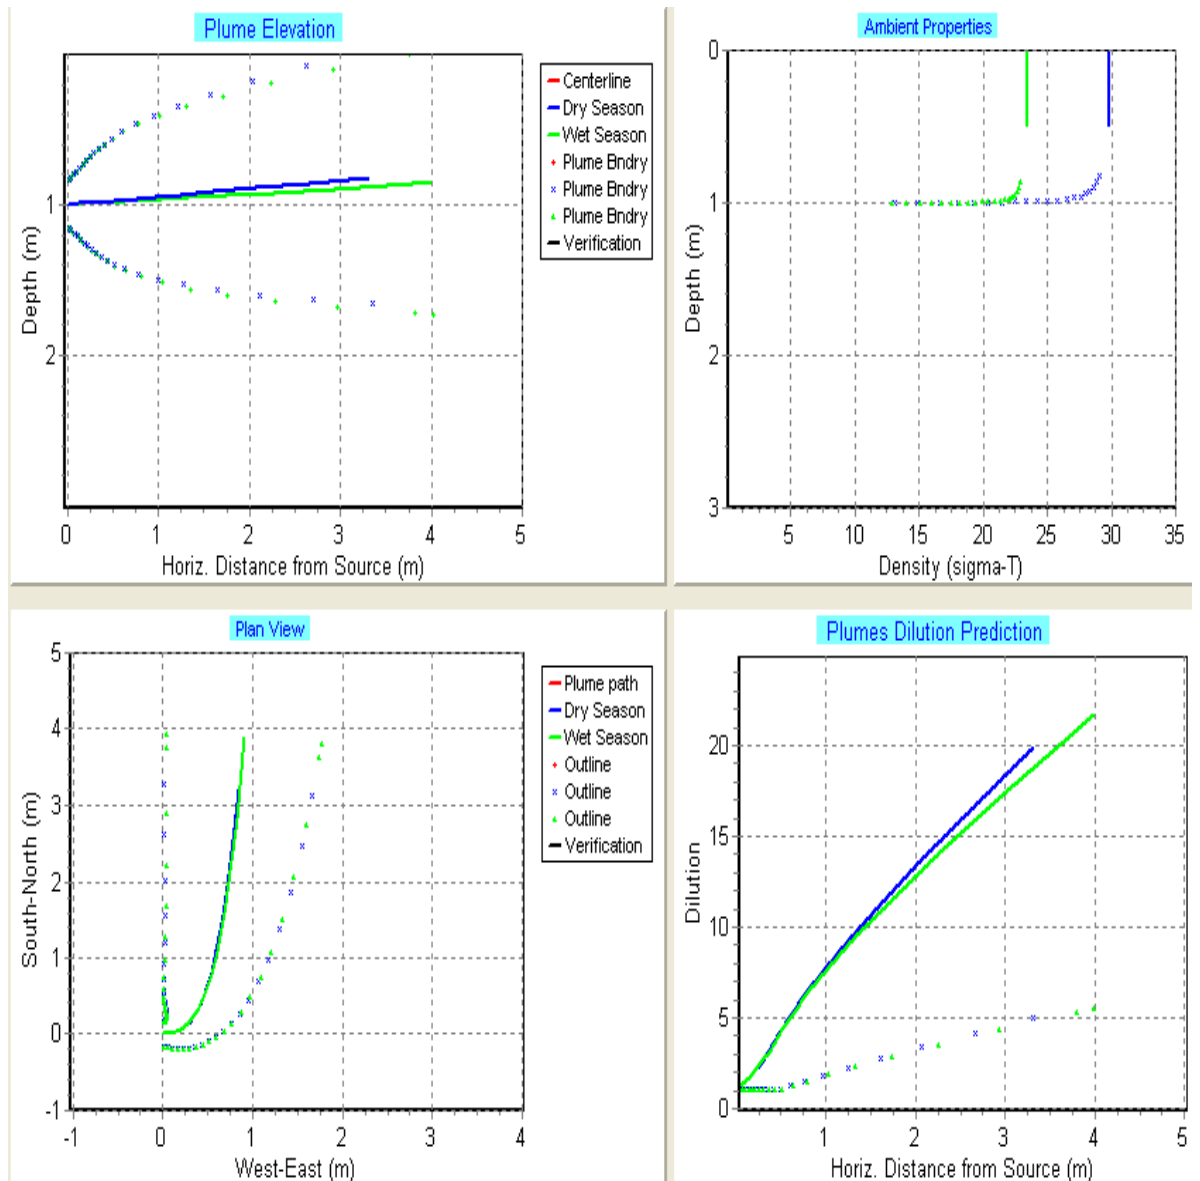 Plume Elevation
1
2
Depth (m)
0
1
2
3
4
5
Horiz. Distance from Source (m)
Centerline
Dry Season
Wet Season
Plume Bndry
Plume Bndry
Plume Bndry
Verification
Ambient Properties
0
1
2
3
Depth (m)
5
10
15
20
25
30
35
Density (sigma-T)
Plan View
5
4
3
2
1
0
-1
South-North (m)
-1
0
1
2
3
4
West-East (m)
Plume path
Dry Season
Wet Season
Outline
Outline
Outline
Verification
Plumes Dilution Prediction
20
15
10
5
0
Dilution
1
2
3
4
5
Horiz. Distance from Source (m)